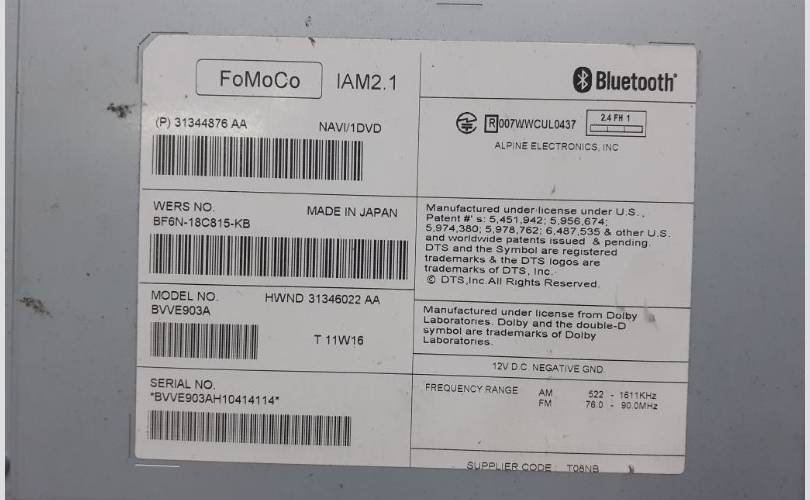 FoMoCo IAM2.1
(P) 31344876 AA NAVI/1DVD
WERS NO. MADE IN JAPAN
BF6N-18C815-KB
MODEL NO. HWND 31346022 AA
BVVE903A
T 11W16
SERIAL NO.
*BVVE903AH10414114*
Bluetooth®
R 007WWCUL0437 2.4 FH 1
ALPINE ELECTRONICS, INC
Manufactured under license under U.S.,
Patent #' s: 5,451,942; 5,956,674;
5,974,380; 5,978,762; 6,487,535 & other U.S.
and worldwide patents issued & pending.
DTS and the Symbol are registered
trademarks & the DTS logos are
trademarks of DTS, Inc.
© DTS,Inc.All Rights Reserved.
Manufactured under license from Dolby
Laboratories. Dolby and the double-D
symbol are trademarks of Dolby
Laboratories.
12V D.C. NEGATIVE GND.
FREQUENCY RANGE AM 522 - 1611KHz
FM 76.0 - 90.0MHz
SUPPLIER CODE : T08NB